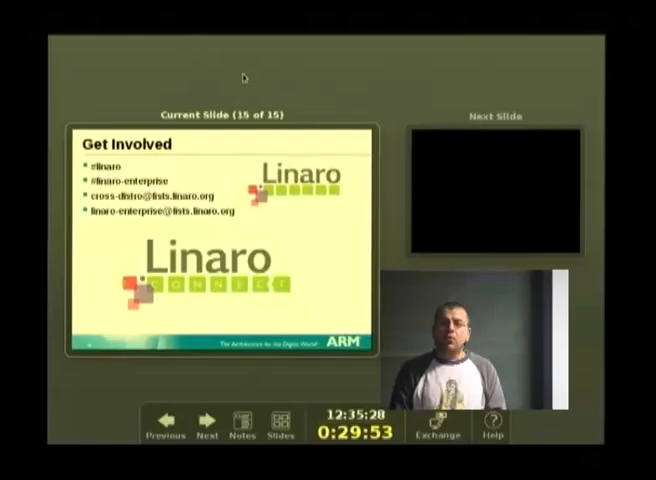 Current Slide (15 of 15)
Next Slide
Get Involved
#linaro
#linaro-enterprise
cross-distro@lists.linaro.org
linaro-enterprise@lists.linaro.org
Linaro
Linaro
CONNECT
The Architecture for the Digital World®
ARM
Previous
Next
Notes
Slides
12:35:28
0:29:53
Exchange
Help